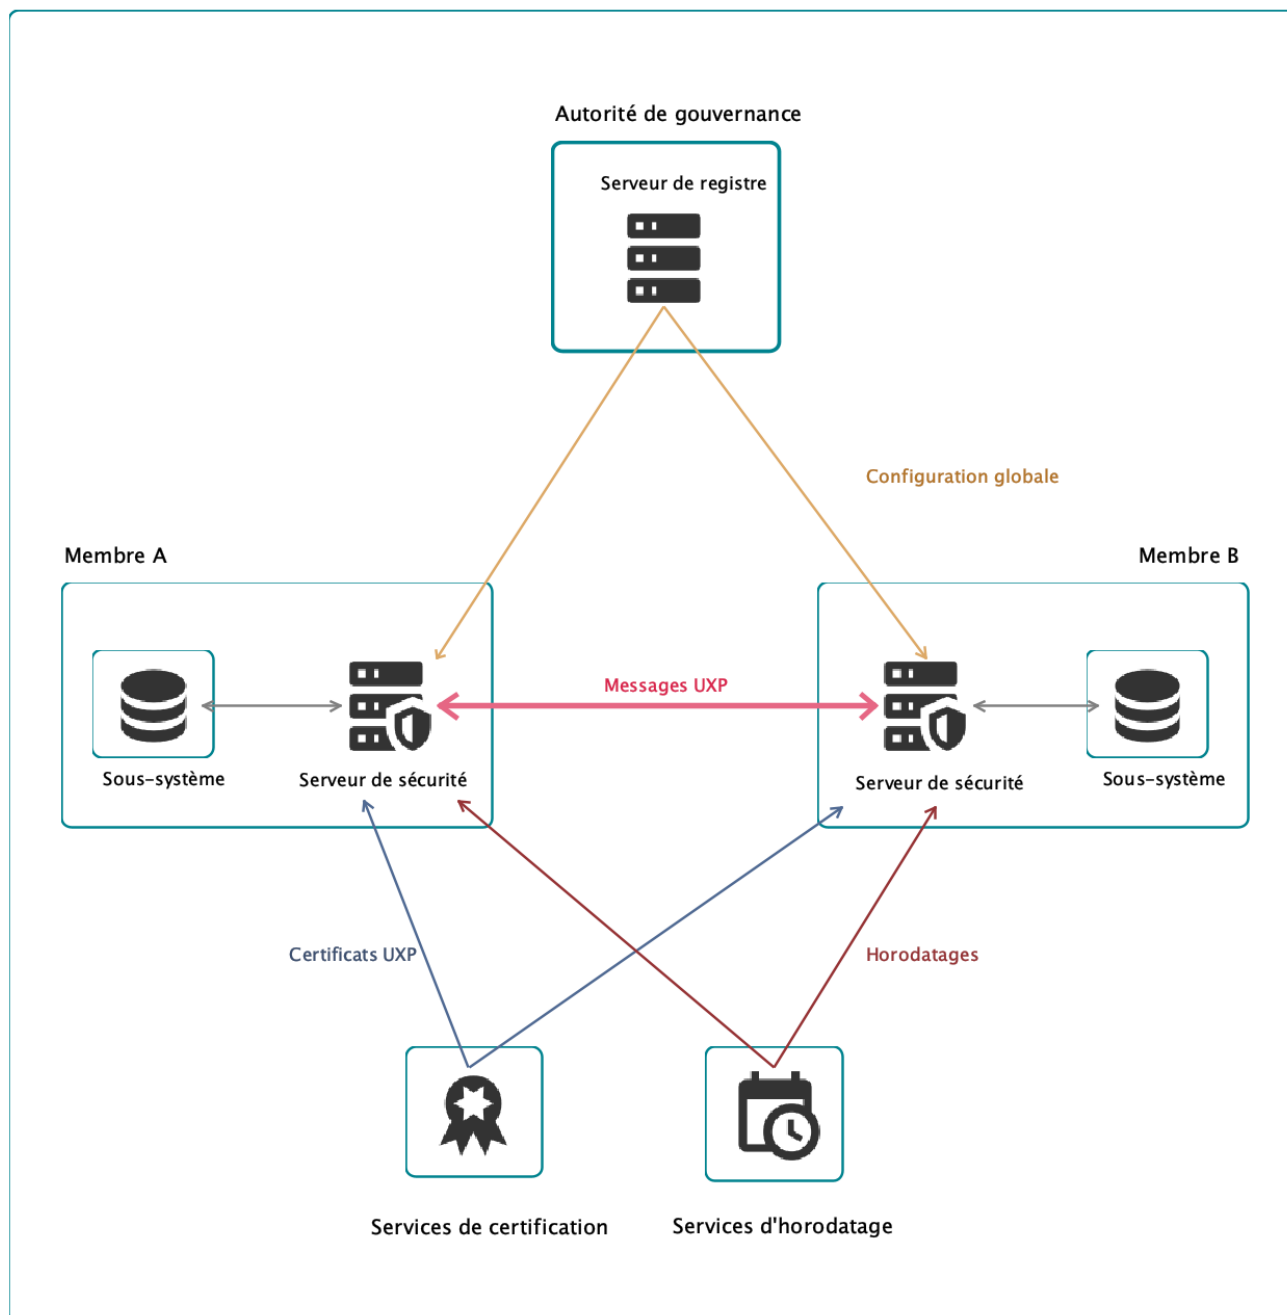 Autorité de gouvernance
Serveur de registre
Configuration globale
Membre A
Membre B
Messages UXP
Sous-système
Serveur de sécurité
Serveur de sécurité
Sous-système
Certificats UXP
Horodatages
Services de certification
Services d'horodatage